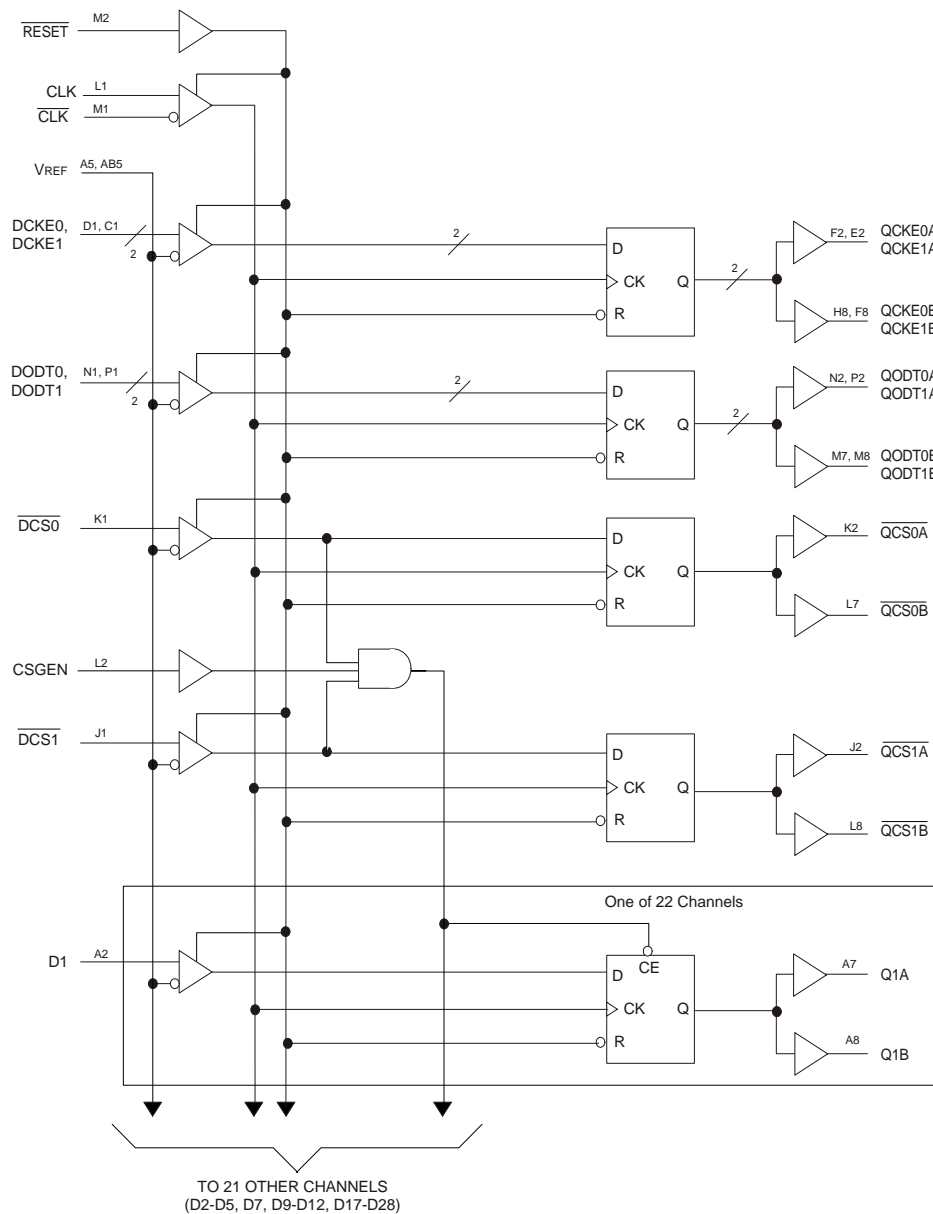 RESET M2
CLK L1
CLK M1
VREF A5, AB5
DCKE0, D1, C1
DCKE1 2
2
D
CK Q
R
2
F2, E2 QCKE0A
QCKE1A
H8, F8 QCKE0B
QCKE1B
DODT0, N1, P1
DODT1 2
2
D
CK Q
R
2
N2, P2 QODT0A
QODT1A
M7, M8 QODT0B
QODT1B
DCS0 K1
D
CK Q
R
K2 QCS0A
L7 QCS0B
CSGEN L2
DCS1 J1
D
CK Q
R
J2 QCS1A
L8 QCS1B
One of 22 Channels
D1 A2
CE
D
CK Q
R
A7 Q1A
A8 Q1B
TO 21 OTHER CHANNELS
(D2-D5, D7, D9-D12, D17-D28)